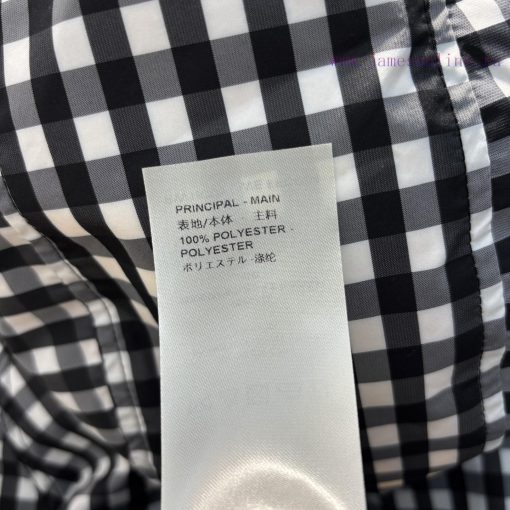 PRINCIPAL - MAIN
表地/本体 - 主料
100% POLYESTER -
POLYESTER
ポリエステル -涤纶